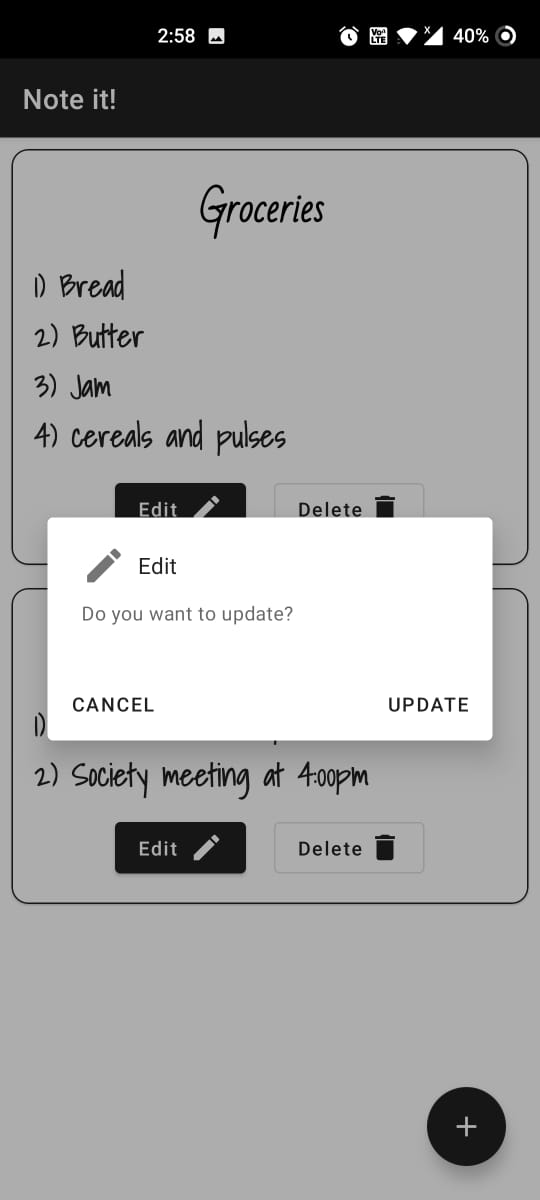 2:58 VoLTE x 40%
Note it!
Groceries
1) Bread
2) Butter
3) Jam
4) cereals and pulses
Edit Delete
Edit
Do you want to update?
CANCEL UPDATE
1)
2) Society meeting at 4:00pm
Edit Delete
+